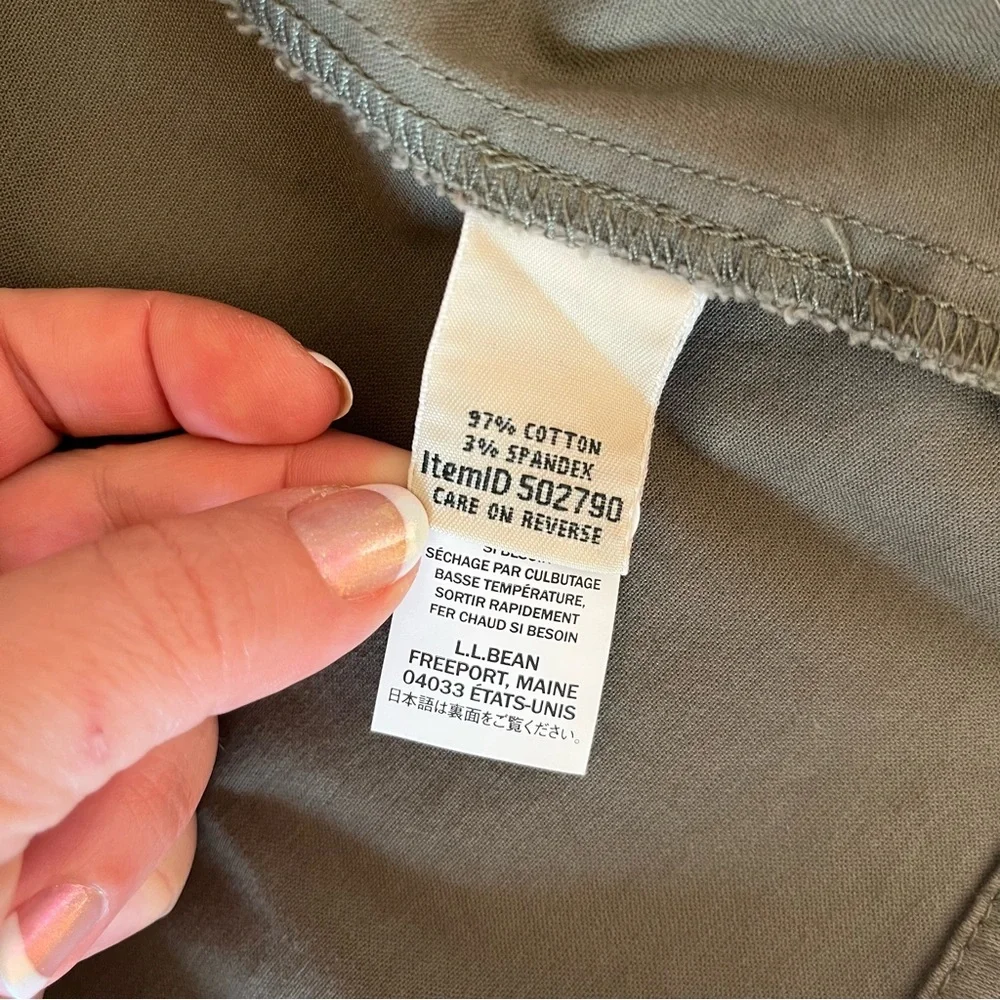 97% COTTON
3% SPANDEX
ItemID 502790
CARE ON REVERSE
SÉCHAGE PAR CULBUTAGE
BASSE TEMPÉRATURE,
SORTIR RAPIDEMENT
FER CHAUD SI BESOIN
L.L.BEAN
FREEPORT, MAINE
04033 ÉTATS-UNIS
日本語は裏面をご覧ください。